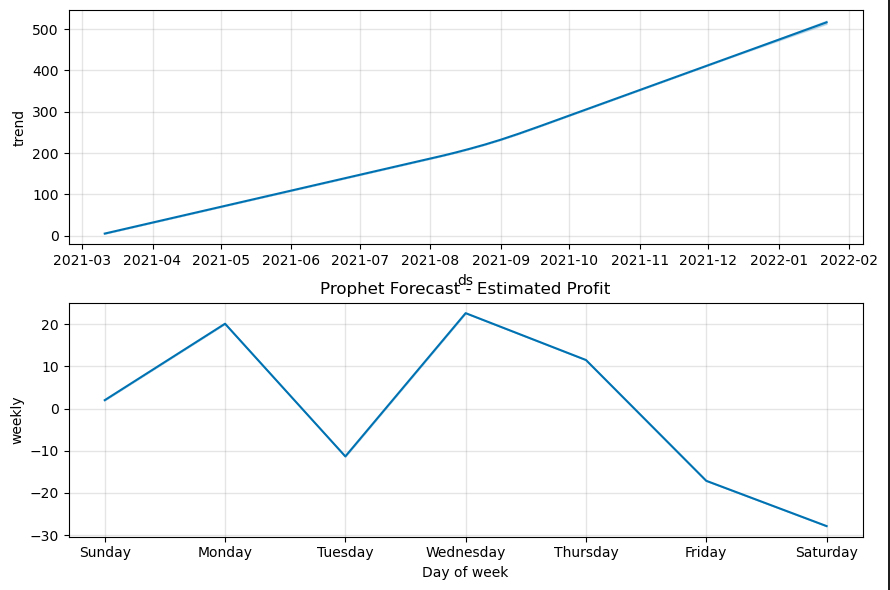 500
400
300
200
100
0
trend
2021-03 2021-04 2021-05 2021-06 2021-07 2021-08 2021-09 2021-10 2021-11 2021-12 2022-01 2022-02
ds
Prophet Forecast - Estimated Profit
20
10
0
−10
−20
−30
weekly
Sunday Monday Tuesday Wednesday Thursday Friday Saturday
Day of week